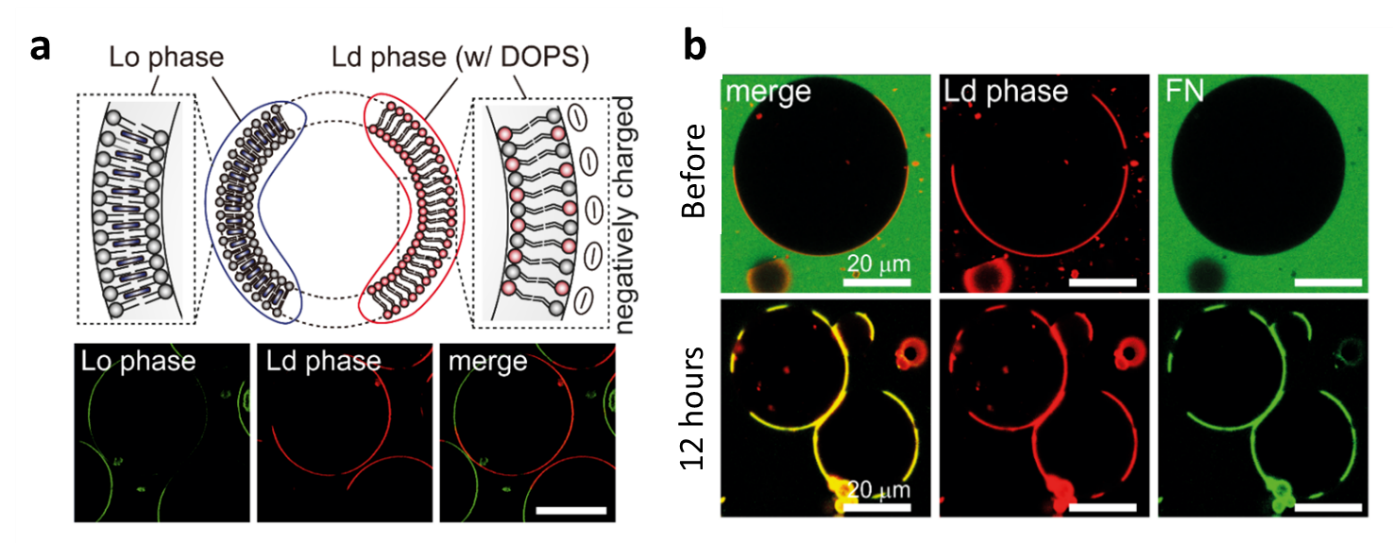 a
Lo phase
Ld phase (w/ DOPS)
negatively charged
Lo phase
Ld phase
merge
b
Before
merge
Ld phase
FN
20 μm
12 hours
20 μm